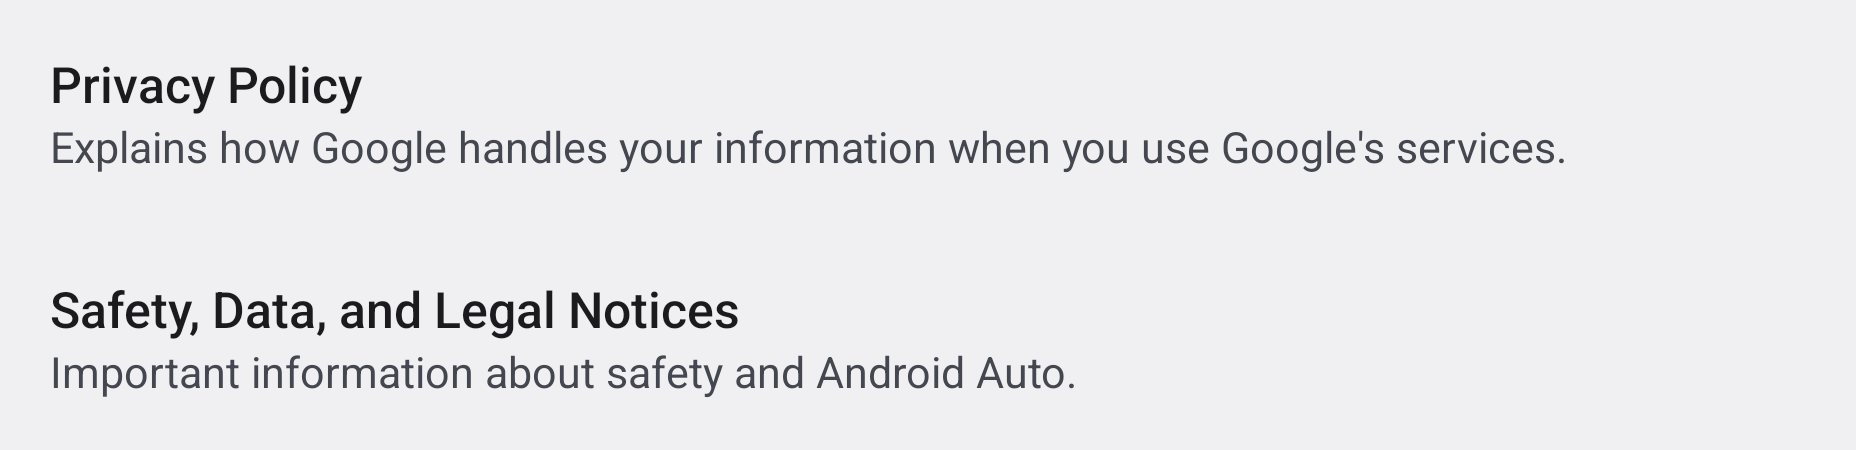 Privacy Policy
Explains how Google handles your information when you use Google's services.
Safety, Data, and Legal Notices
Important information about safety and Android Auto.